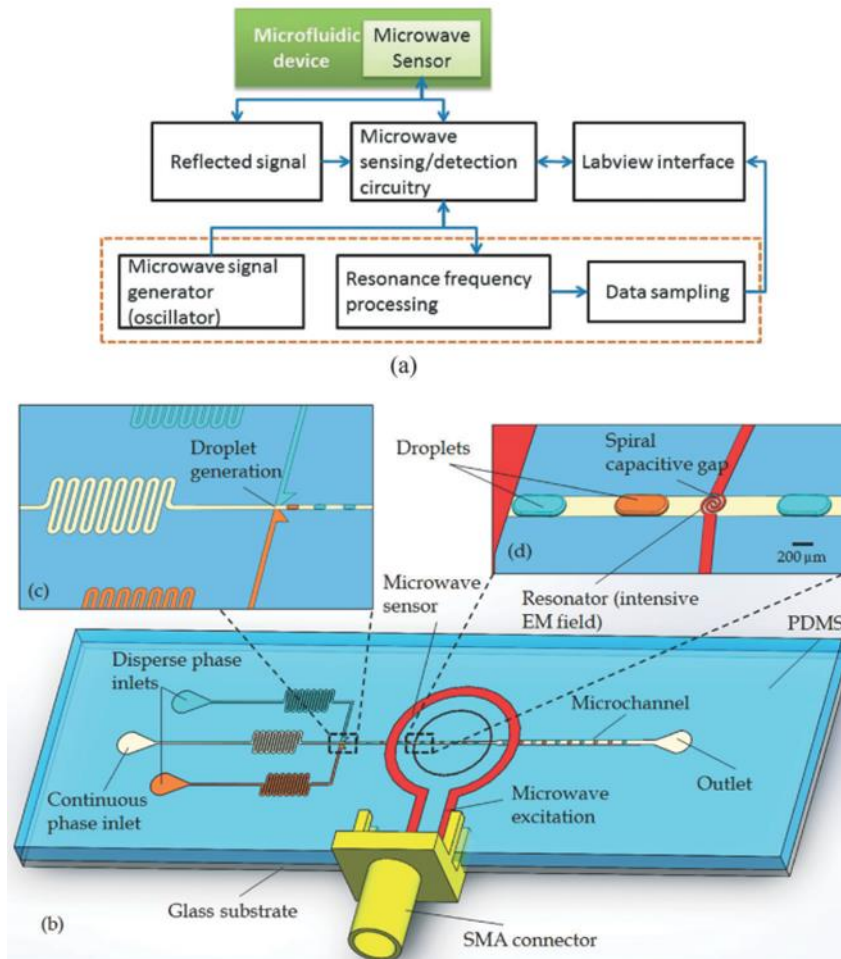 Microfluidic
device
Microwave
Sensor
Reflected signal
Microwave
sensing/detection
circuitry
Labview interface
Microwave signal
generator
(oscillator)
Resonance frequency
processing
Data sampling
(a)
Droplet
generation
(c)
Droplets
Spiral
capacitive gap
200 µm
(d)
Resonator (intensive
EM field)
Microwave
sensor
PDMS
Disperse phase
inlets
Microchannel
Continuous
phase inlet
Outlet
Microwave
excitation
Glass substrate
SMA connector
(b)